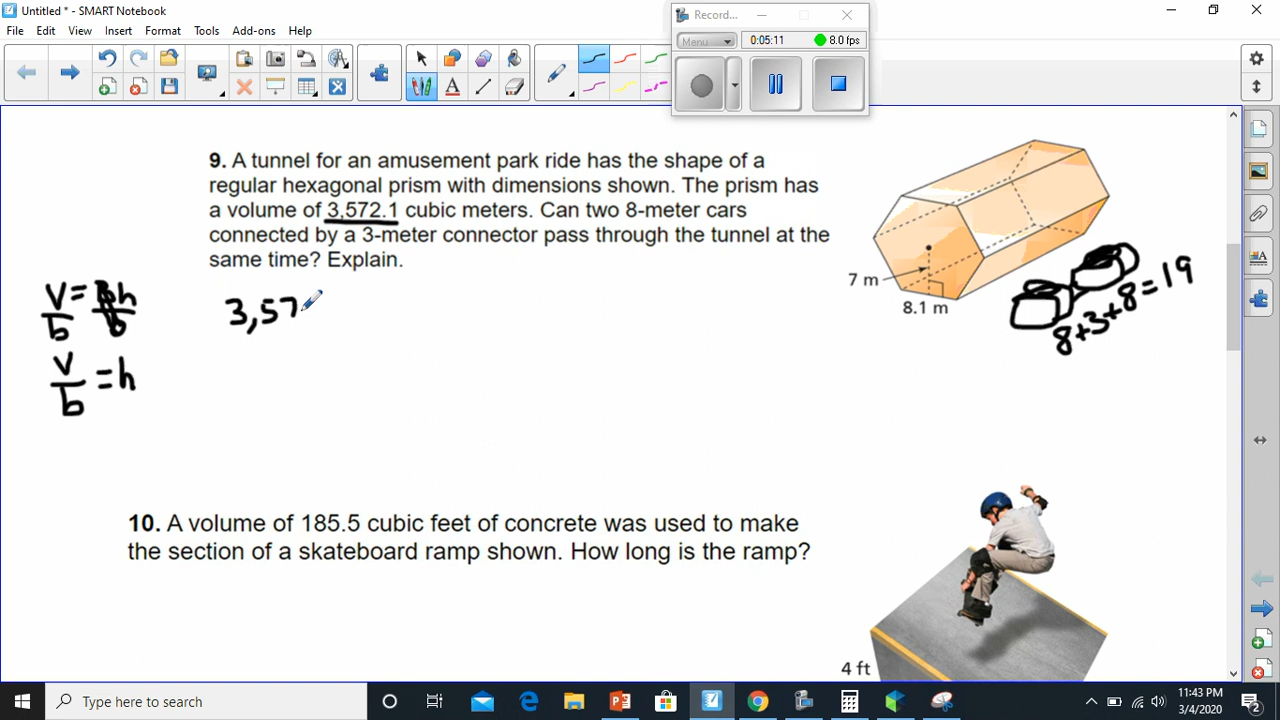 Untitled * - SMART Notebook
File Edit View Insert Format Tools Add-ons Help
Record...
Menu 0:05:11 8.0 fps
9. A tunnel for an amusement park ride has the shape of a
regular hexagonal prism with dimensions shown. The prism has
a volume of 3,572.1 cubic meters. Can two 8-meter cars
connected by a 3-meter connector pass through the tunnel at the
same time? Explain.
7 m
8.1 m
8+3+8=19
V = bh
b b
V = h
b
3,57
10. A volume of 185.5 cubic feet of concrete was used to make
the section of a skateboard ramp shown. How long is the ramp?
4 ft
Type here to search
11:43 PM
3/4/2020
2